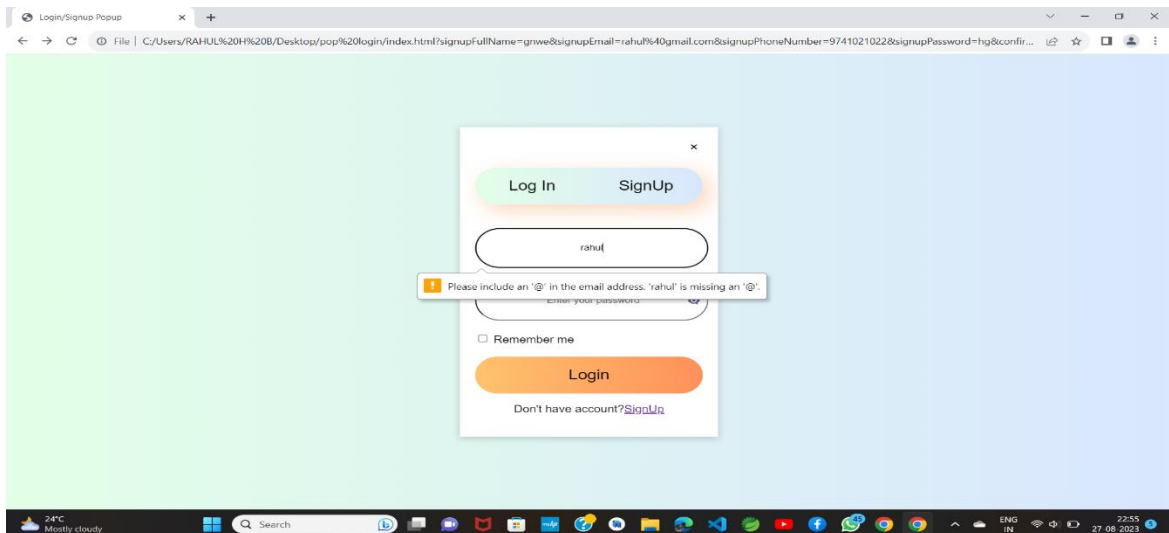 Login/Signup Popup
File | C:/Users/RAHUL%20H%20B/Desktop/pop%20login/index.html?signupFullName=gnwe&signupEmail=rahul%40gmail.com&signupPhoneNumber=9741021022&signupPassword=hg&confir...
Log In SignUp
rahul
Please include an '@' in the email address. 'rahul' is missing an '@'.
Enter your password
Remember me
Login
Don't have account?SignUp
24°C
Mostly cloudy
Search
45
ENG
IN
22:55
27-08-2023